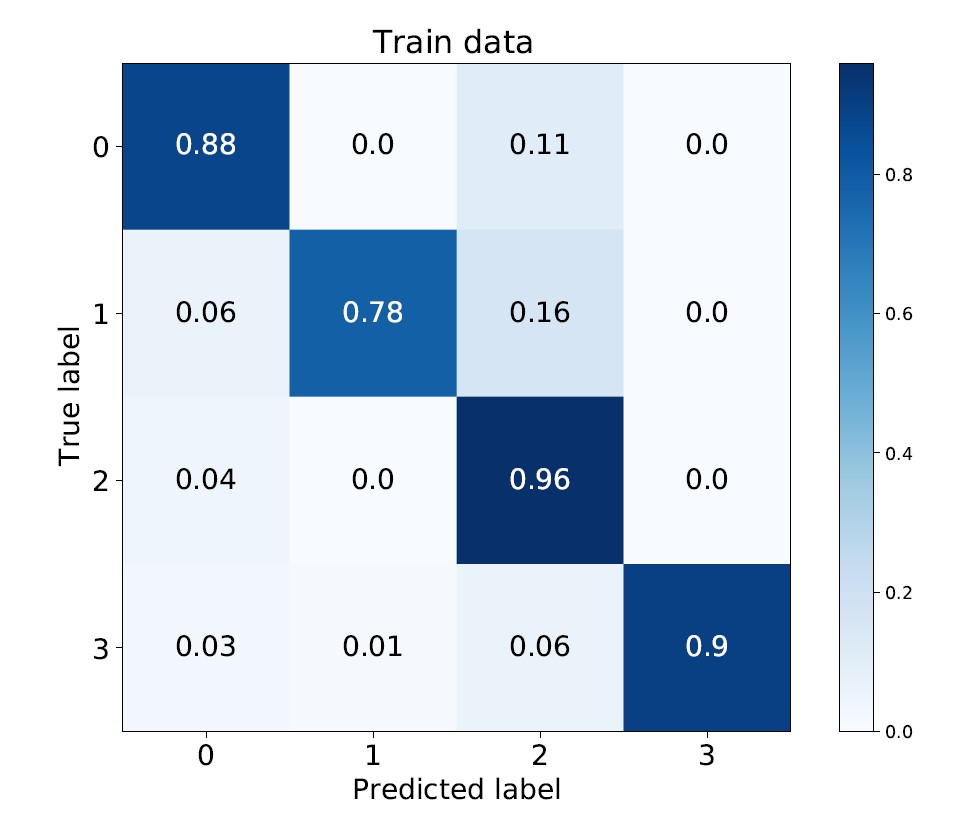 Train data
0 0.88 0.0 0.11 0.0
1 0.06 0.78 0.16 0.0
2 0.04 0.0 0.96 0.0
3 0.03 0.01 0.06 0.9
0 1 2 3
True label
Predicted label
0.8
0.6
0.4
0.2
0.0